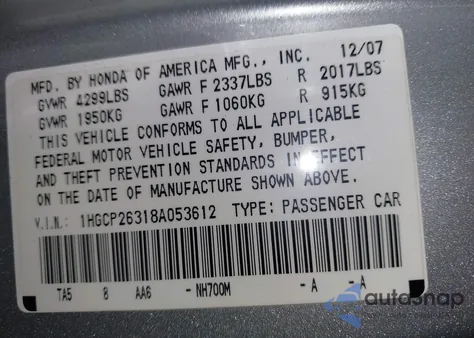 MFD. BY HONDA OF AMERICA MFG., INC. 12/07
GVWR 4299LBS GAWR F 2337LBS R 2017LBS
GVWR 1950KG GAWR F 1060KG R 915KG
THIS VEHICLE CONFORMS TO ALL APPLICABLE
FEDERAL MOTOR VEHICLE SAFETY, BUMPER,
AND THEFT PREVENTION STANDARDS IN EFFECT
ON THE DATE OF MANUFACTURE SHOWN ABOVE.
V.I.N.: 1HGCP26318A053612 TYPE: PASSENGER CAR
TA5 0 AA6 - NH700M - A A
autosnap